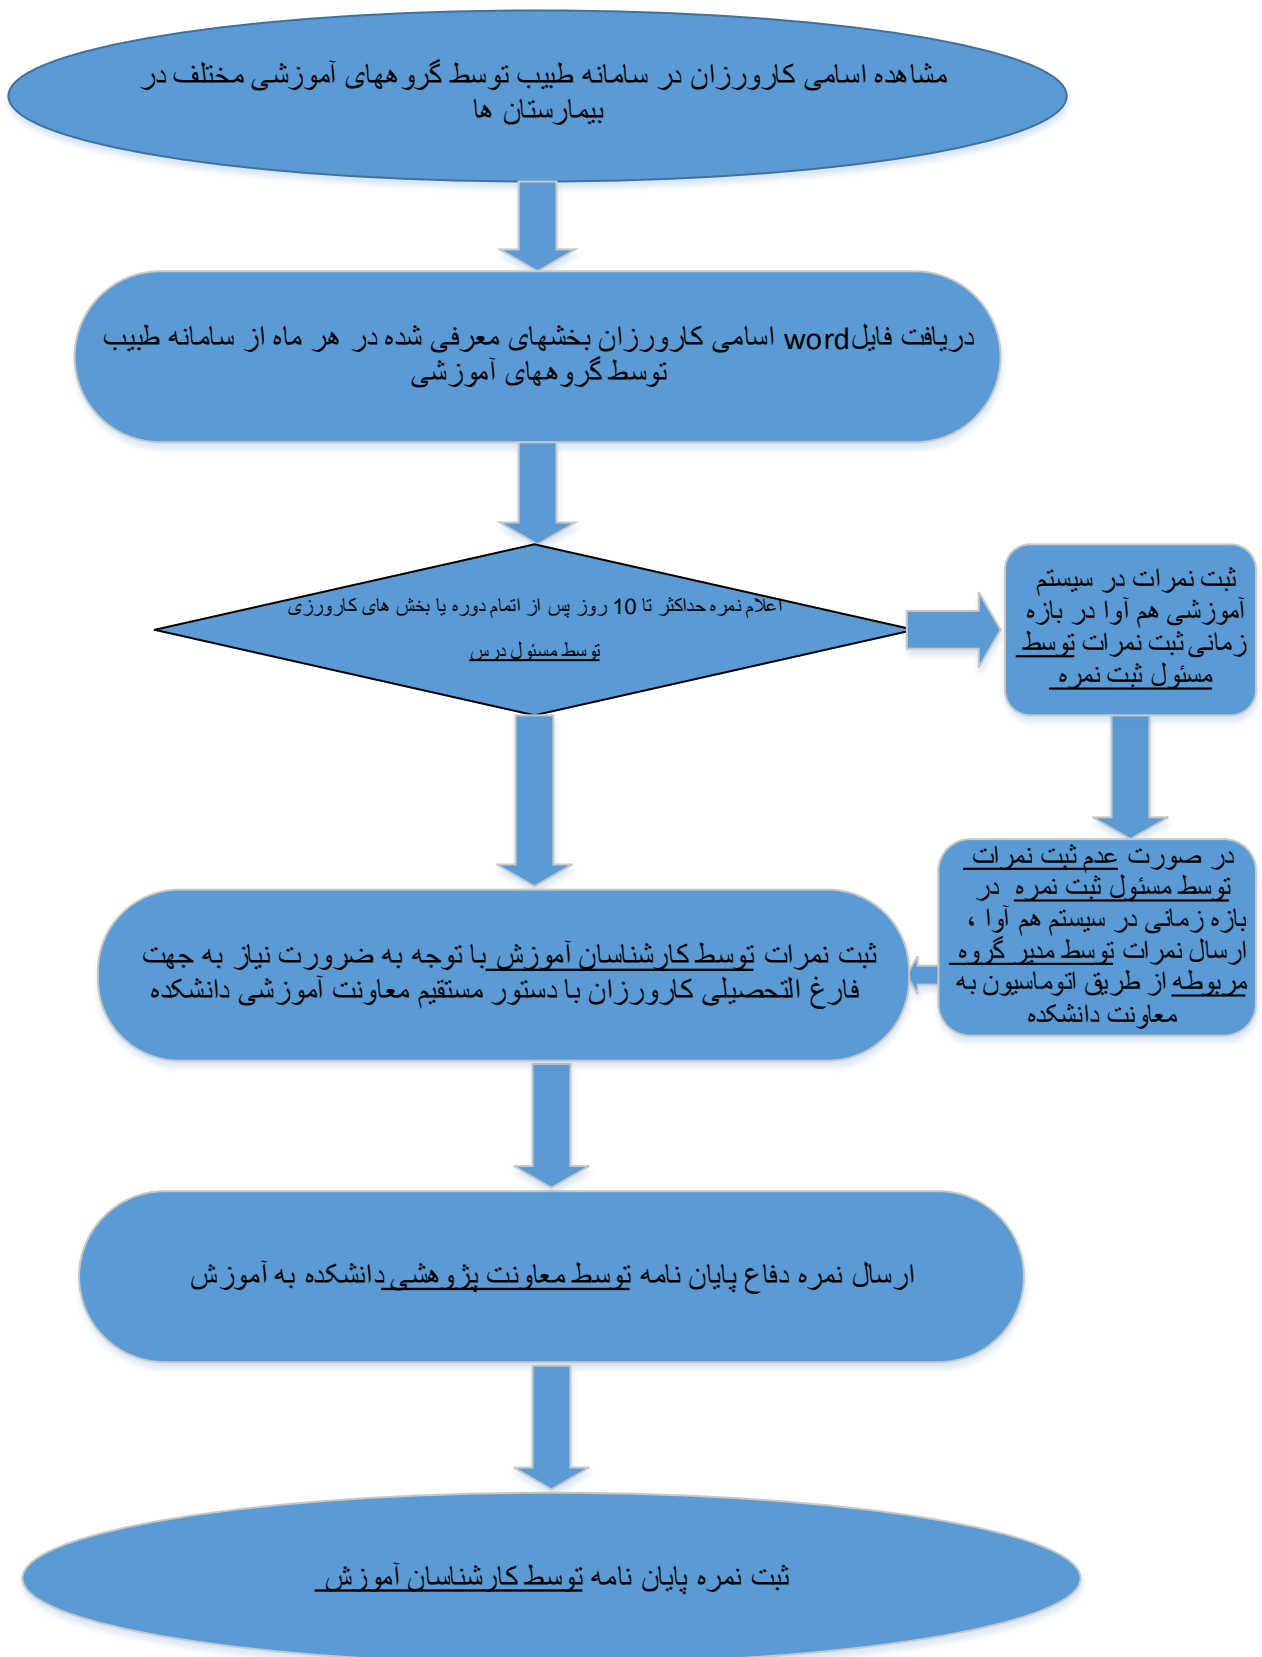 مشاهده اسامی کارورزان در سامانه طبیب توسط گروههای آموزشی مختلف در
بیمارستان ها
دریافت فایلword اسامی کارورزان بخشهای معرفی شده در هر ماه از سامانه طبیب
توسط گروههای آموزشی
اعلام نمره حداکثر تا 10 روز پس از اتمام دوره یا بخش های کارورزی
توسط مسئول درس
ثبت نمرات در سیستم
آموزشی هم آوا در بازه
زمانی ثبت نمرات توسط
مسئول ثبت نمره
در صورت عدم ثبت نمرات
توسط مسئول ثبت نمره در
بازه زمانی در سیستم هم آوا ،
ارسال نمرات توسط مدیر گروه
مربوطه از طریق اتوماسیون به
معاونت دانشکده
ثبت نمرات توسط کارشناسان آموزش با توجه به ضرورت نیاز به جهت
فارغ التحصیلی کارورزان با دستور مستقیم معاونت آموزشی دانشکده
ارسال نمره دفاع پایان نامه توسط معاونت پژوهشی دانشکده به آموزش
ثبت نمره پایان نامه توسط کارشناسان آموزش